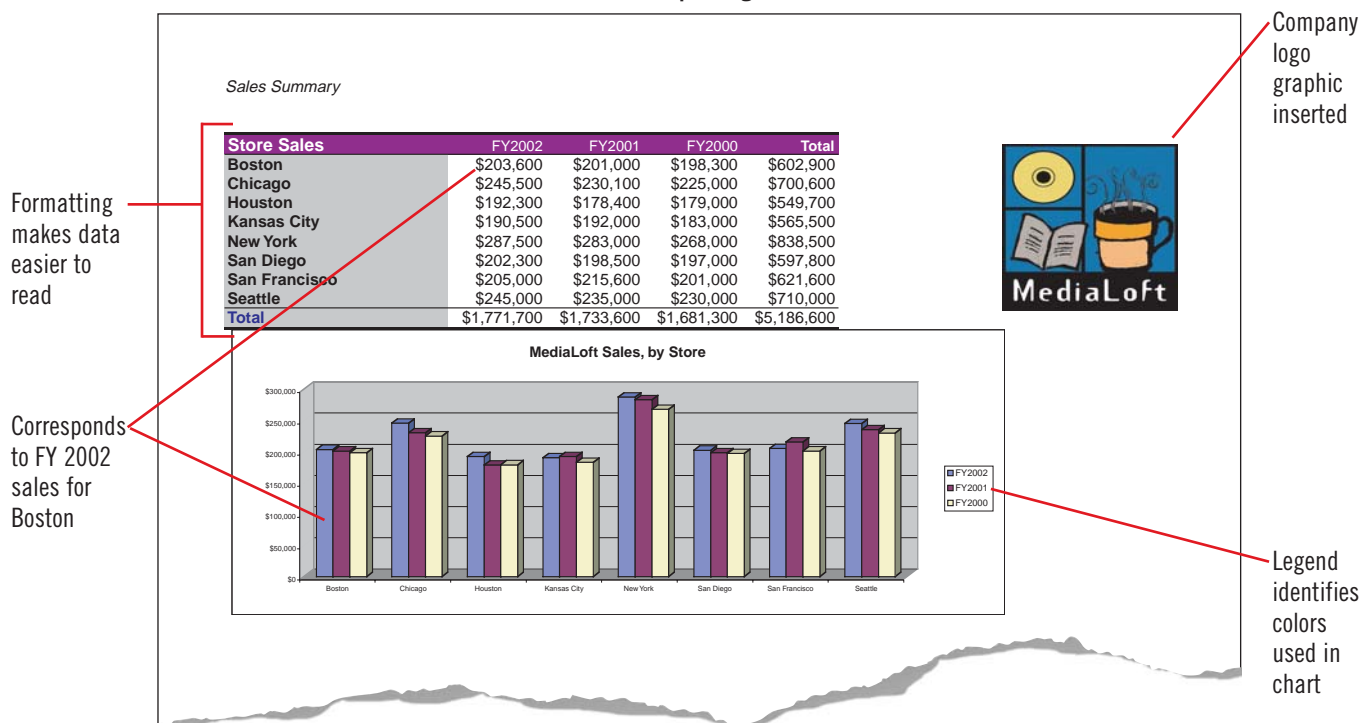 Company
logo
graphic
inserted
Sales Summary
Store Sales FY2002 FY2001 FY2000 Total
Boston $203,600 $201,000 $198,300 $602,900
Chicago $245,500 $230,100 $225,000 $700,600
Houston $192,300 $178,400 $179,000 $549,700
Kansas City $190,500 $192,000 $183,000 $565,500
New York $287,500 $283,000 $268,000 $838,500
San Diego $202,300 $198,500 $197,000 $597,800
San Francisco $205,000 $215,600 $201,000 $621,600
Seattle $245,000 $235,000 $230,000 $710,000
Total $1,771,700 $1,733,600 $1,681,300 $5,186,600
MediaLoft
Formatting
makes data
easier to
read
MediaLoft Sales, by Store
$300,000
$250,000
$200,000
$150,000
$100,000
$50,000
$0
Boston Chicago Houston Kansas City New York San Diego San Francisco Seattle
FY2002
FY2001
FY2000
Corresponds
to FY 2002
sales for
Boston
Legend
identifies
colors
used in
chart